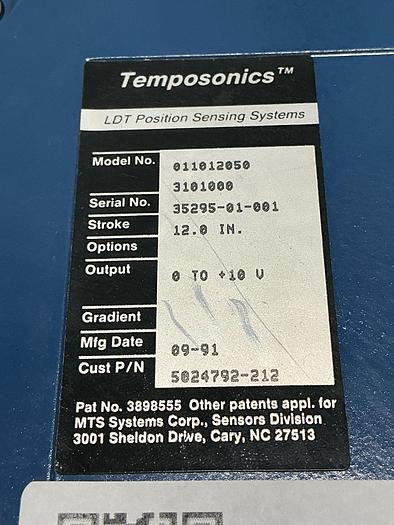 Temposonics™
LDT Position Sensing Systems
Model No. 011012050
3101000
Serial No. 35295-01-001
Stroke 12.0 IN.
Options
Output 0 TO +10 V
Gradient
Mfg Date 09-91
Cust P/N 5024792-212
Pat No. 3898555 Other patents appl. for
MTS Systems Corp., Sensors Division
3001 Sheldon Drive, Cary, NC 27513